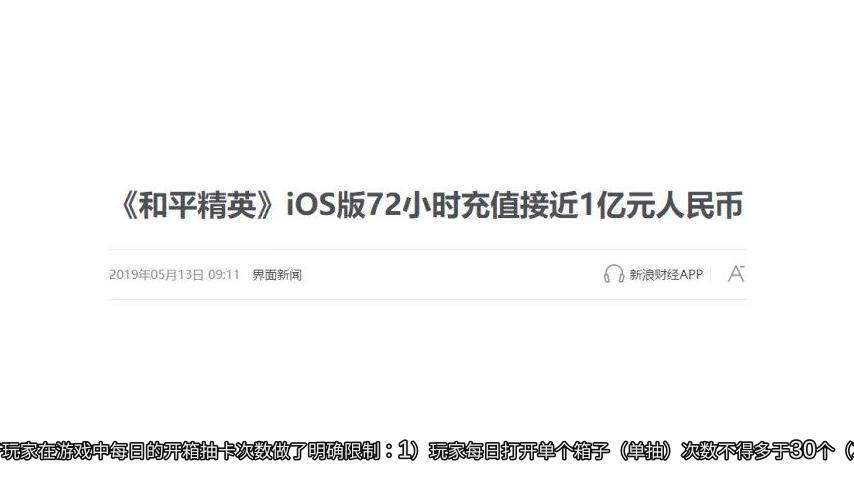 《和平精英》iOS版72小时充值接近1亿元人民币
2019年05月13日 09:11 界面新闻
新浪财经APP
玩家在游戏中每日的开箱抽卡次数做了明确限制：1）玩家每日打开单个箱子（单抽）次数不得多于30个（